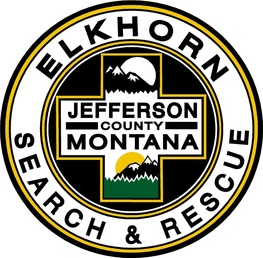 ELKHORN
JEFFERSON
COUNTY
MONTANA
SEARCH & RESCUE